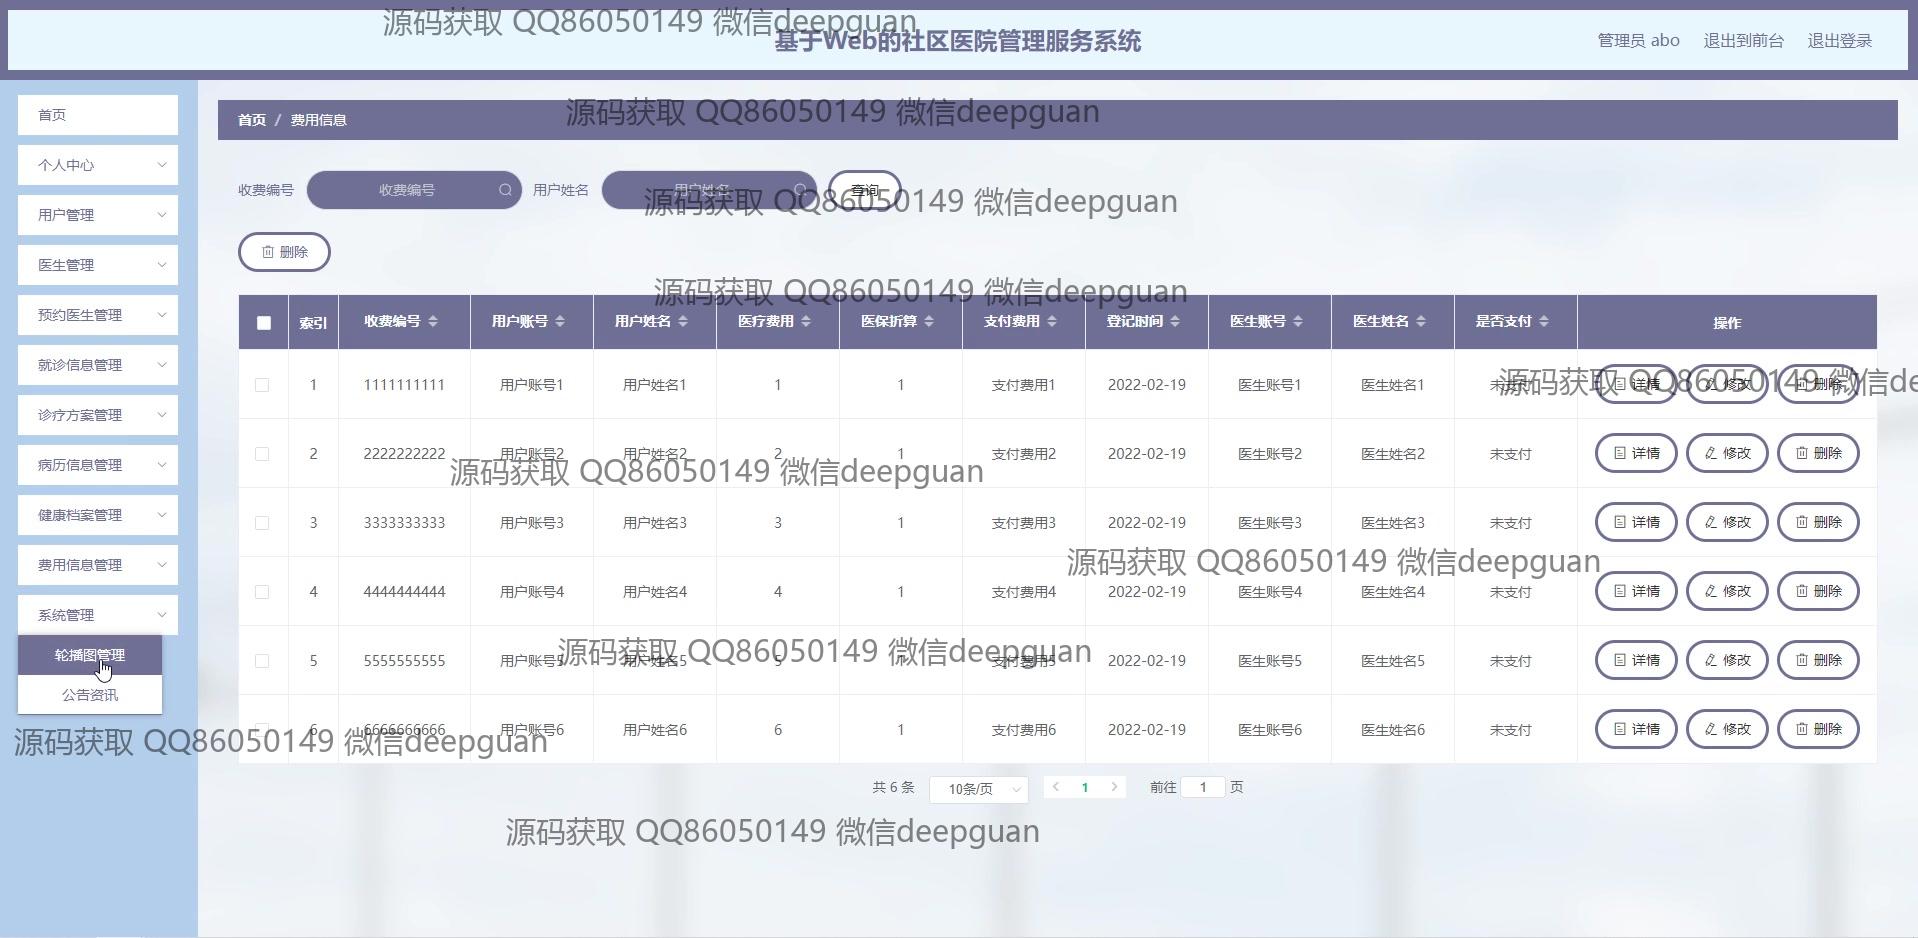 源码获取 QQ86050149 微信deepguan
基于Web的社区医院管理服务系统
管理员 abo 退出到前台 退出登录
首页
个人中心
用户管理
医生管理
预约医生管理
就诊信息管理
诊疗方案管理
病历信息管理
健康档案管理
费用信息管理
系统管理
轮播图管理
公告资讯
首页 / 费用信息
源码获取 QQ86050149 微信deepguan
收费编号 收费编号 用户姓名 用户姓名 查询
源码获取 QQ86050149 微信deepguan
删除
源码获取 QQ86050149 微信deepguan
索引 收费编号 用户账号 用户姓名 医疗费用 医保折算 支付费用 登记时间 医生账号 医生姓名 是否支付 操作
1 1111111111 用户账号1 用户姓名1 1 1 支付费用1 2022-02-19 医生账号1 医生姓名1 未支付 详情 修改 删除
源码获取 QQ86050149 微信de
2 2222222222 用户账号2 用户姓名2 2 1 支付费用2 2022-02-19 医生账号2 医生姓名2 未支付 详情 修改 删除
源码获取 QQ86050149 微信deepguan
3 3333333333 用户账号3 用户姓名3 3 1 支付费用3 2022-02-19 医生账号3 医生姓名3 未支付 详情 修改 删除
源码获取 QQ86050149 微信deepguan
4 4444444444 用户账号4 用户姓名4 4 1 支付费用4 2022-02-19 医生账号4 医生姓名4 未支付 详情 修改 删除
5 5555555555 用户账号5 用户姓名5 5 1 支付费用5 2022-02-19 医生账号5 医生姓名5 未支付 详情 修改 删除
源码获取 QQ86050149 微信deepguan
6 6666666666 用户账号6 用户姓名6 6 1 支付费用6 2022-02-19 医生账号6 医生姓名6 未支付 详情 修改 删除
源码获取 QQ86050149 微信deepguan
共 6 条 10条/页 1 前往 1 页
源码获取 QQ86050149 微信deepguan